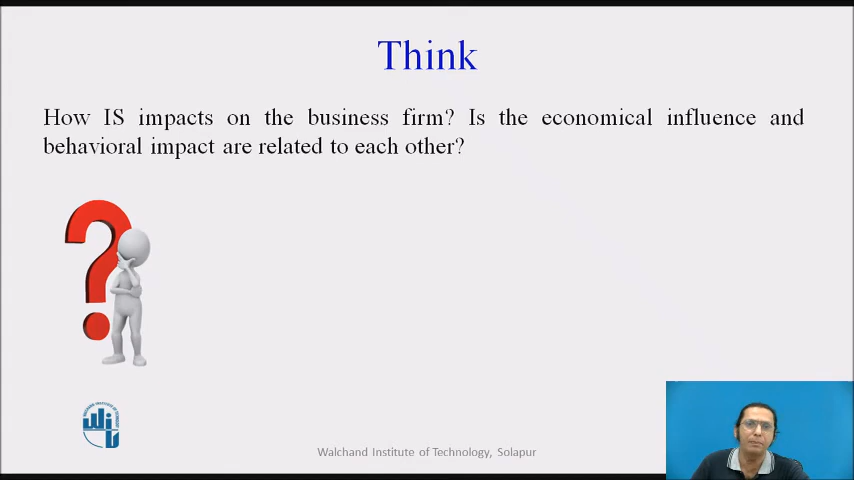 Think
How IS impacts on the business firm? Is the economical influence and
behavioral impact are related to each other?
Walchand Institute of Technology, Solapur